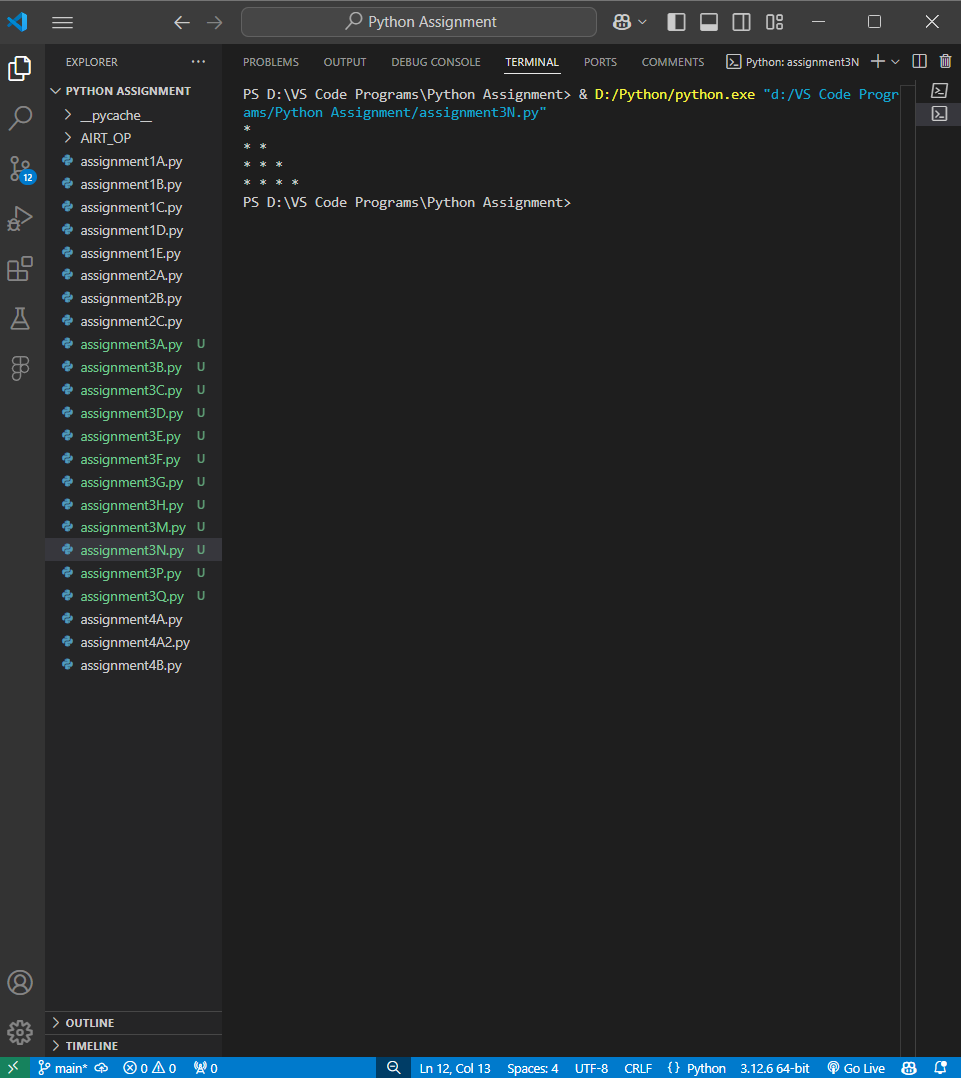 Python Assignment
EXPLORER
PROBLEMS OUTPUT DEBUG CONSOLE TERMINAL PORTS COMMENTS Python: assignment3N
PYTHON ASSIGNMENT
__pycache__
AIRT_OP
assignment1A.py
assignment1B.py
assignment1C.py
assignment1D.py
assignment1E.py
assignment2A.py
assignment2B.py
assignment2C.py
assignment3A.py U
assignment3B.py U
assignment3C.py U
assignment3D.py U
assignment3E.py U
assignment3F.py U
assignment3G.py U
assignment3H.py U
assignment3M.py U
assignment3N.py U
assignment3P.py U
assignment3Q.py U
assignment4A.py
assignment4A2.py
assignment4B.py
12
PS D:\VS Code Programs\Python Assignment> & D:/Python/python.exe "d:/VS Code Progr
ams/Python Assignment/assignment3N.py"
*
* *
* * *
* * * *
PS D:\VS Code Programs\Python Assignment>
OUTLINE
TIMELINE
main* 0 0 0 Ln 12, Col 13 Spaces: 4 UTF-8 CRLF { } Python 3.12.6 64-bit Go Live